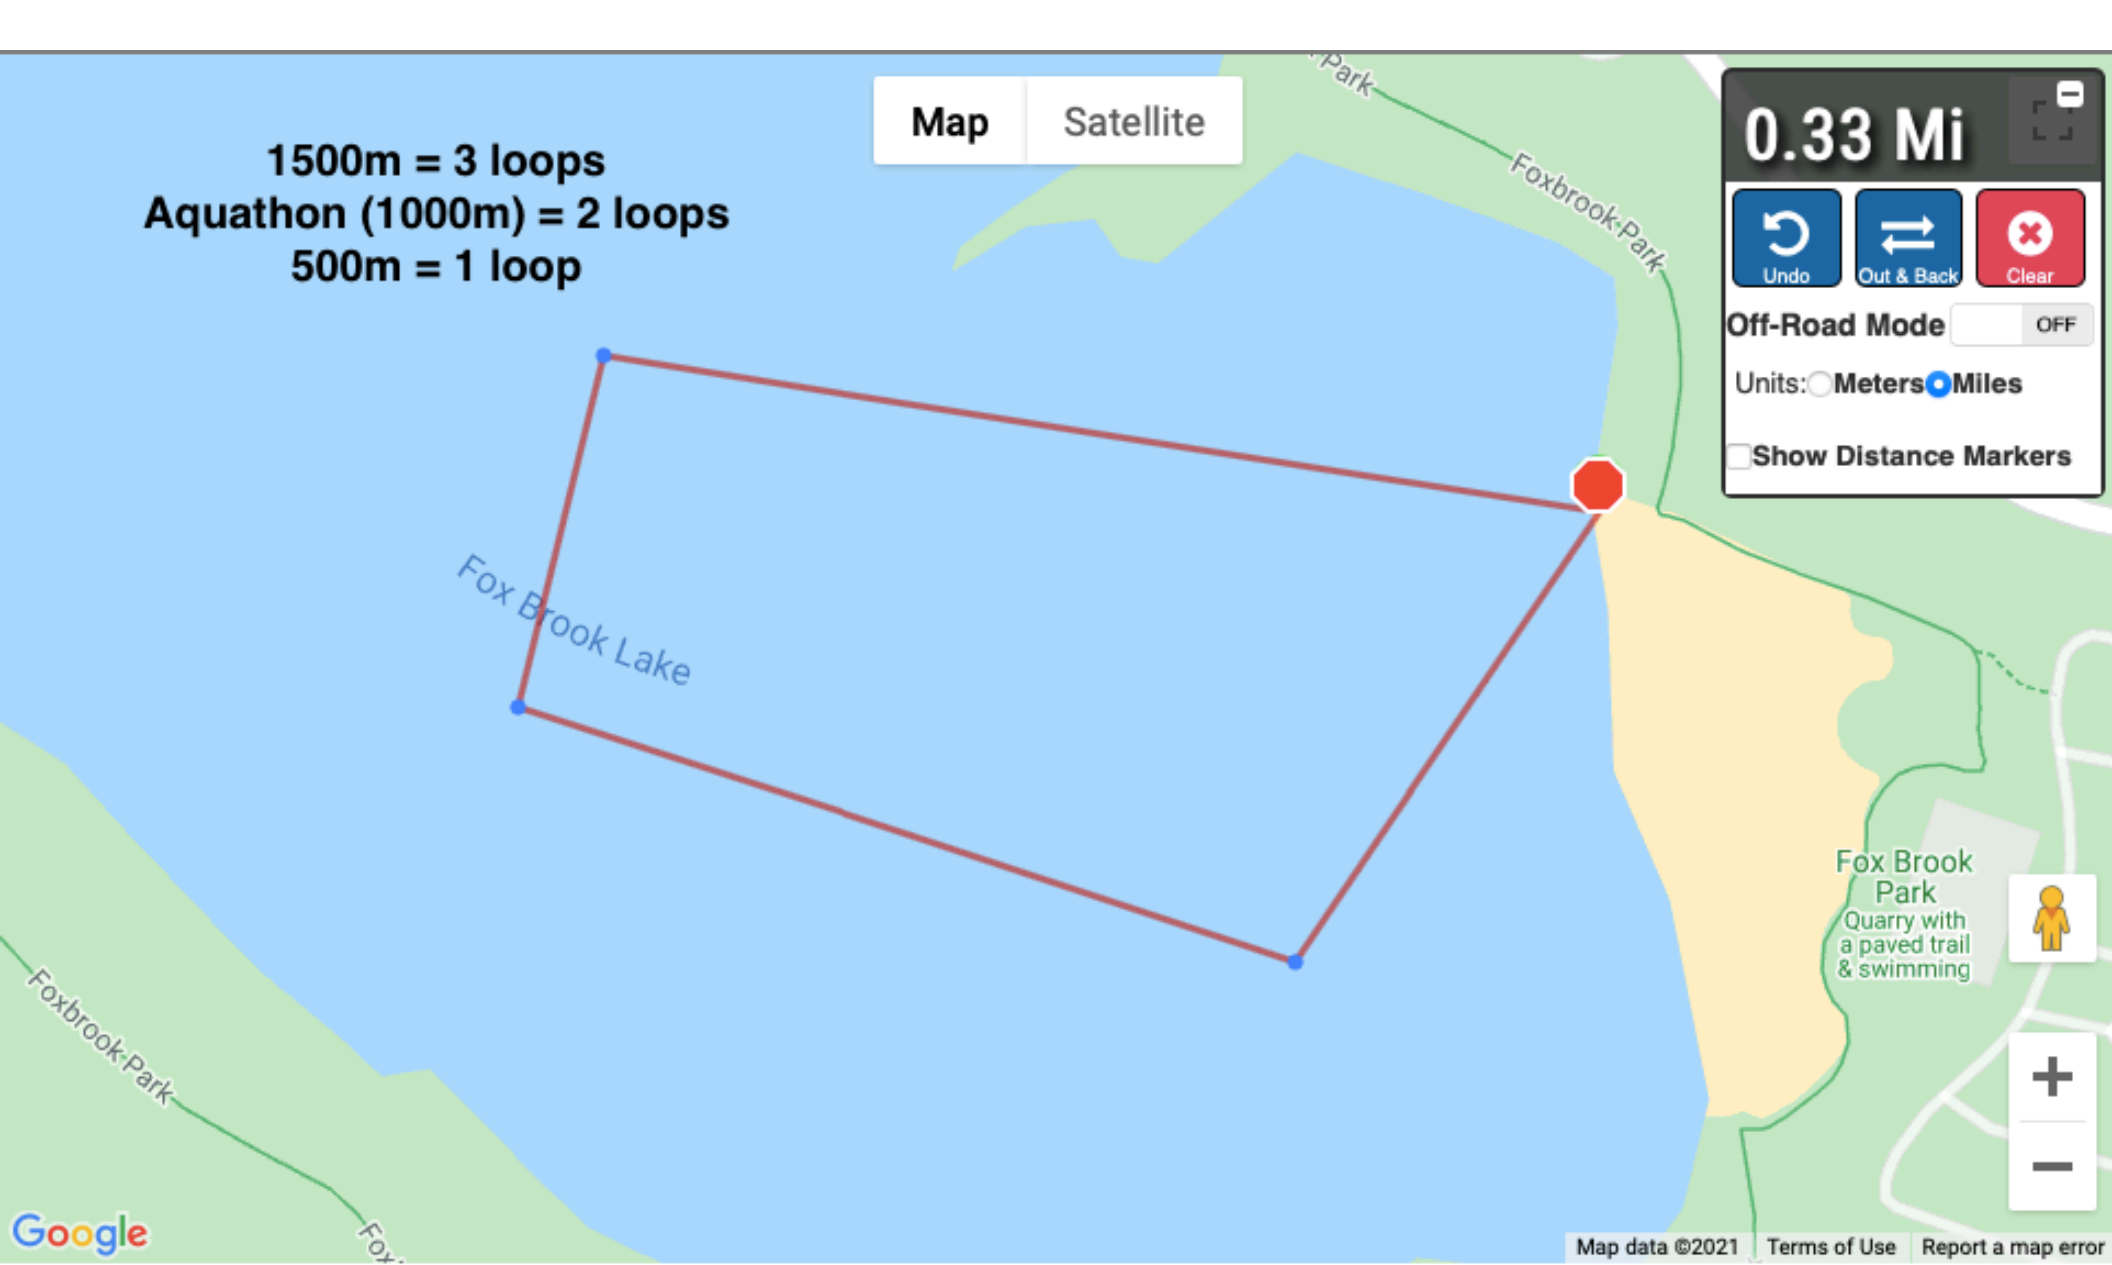 1500m = 3 loops
Aquathon (1000m) = 2 loops
500m = 1 loop
Map
Satellite
Park
Foxbrook Park
0.33 Mi
Undo
Out & Back
Clear
Off-Road Mode
OFF
Units:
Meters
Miles
Show Distance Markers
Fox Brook Lake
Fox Brook
Park
Quarry with
a paved trail
& swimming
Foxbrook Park
Fox
Google
Map data ©2021
Terms of Use
Report a map error